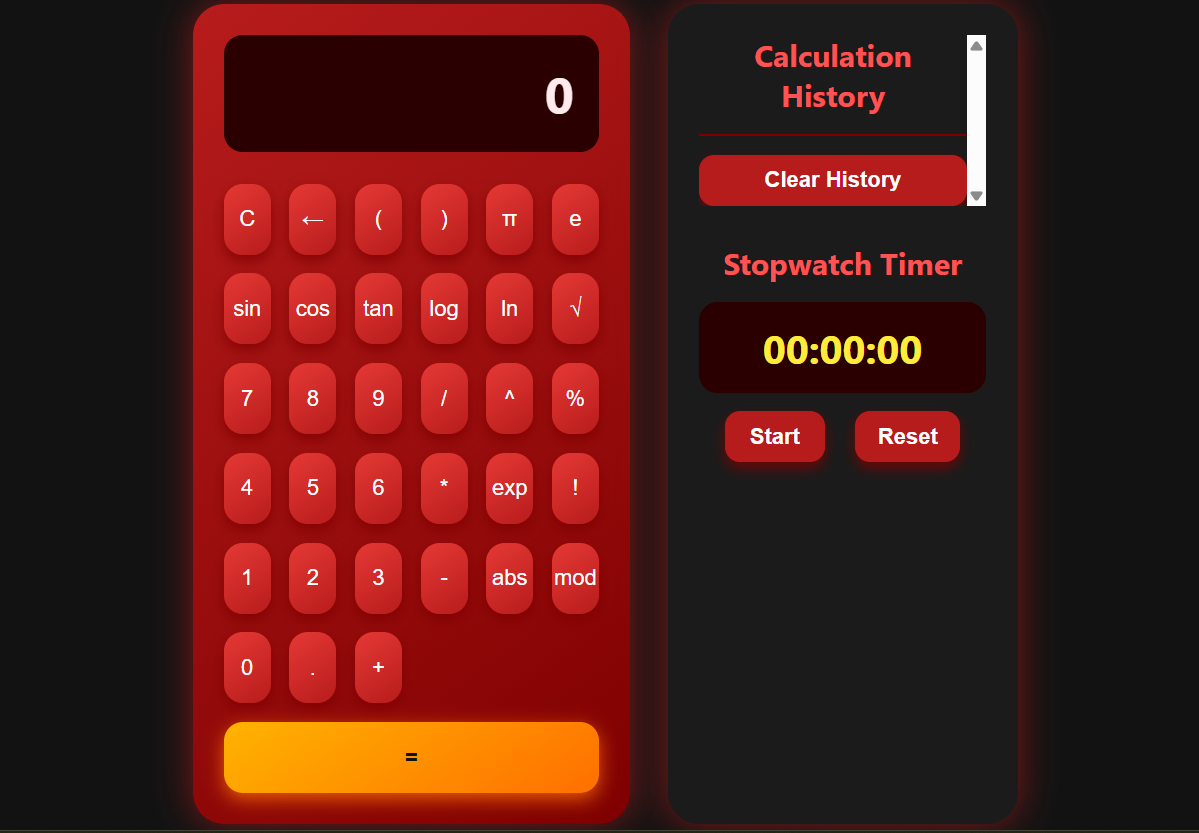 0
C ← ( ) π e
sin cos tan log ln √
7 8 9 / ^ %
4 5 6 * exp !
1 2 3 - abs mod
0 . +
=
Calculation
History
Clear History
Stopwatch Timer
00:00:00
Start Reset